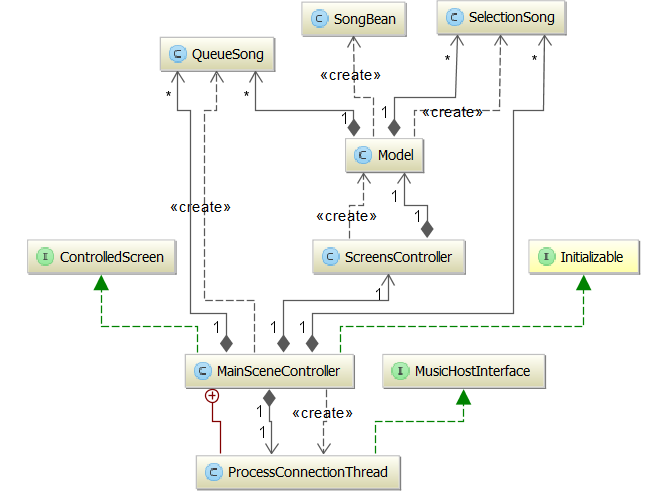 SongBean
SelectionSong
QueueSong
«create»
*
*
*
*
«create»
1
1
Model
«create»
«create»
1
1
ControlledScreen
ScreensController
Initializable
1
1
1
1
MainSceneController
MusicHostInterface
1
«create»
1
ProcessConnectionThread